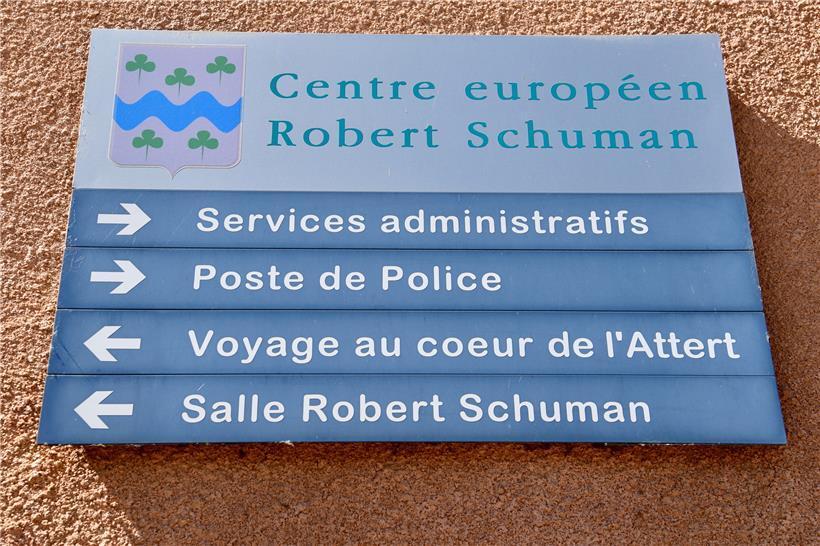 Centre européen
Robert Schuman
Services administratifs
Poste de Police
Voyage au coeur de l'Attert
Salle Robert Schuman